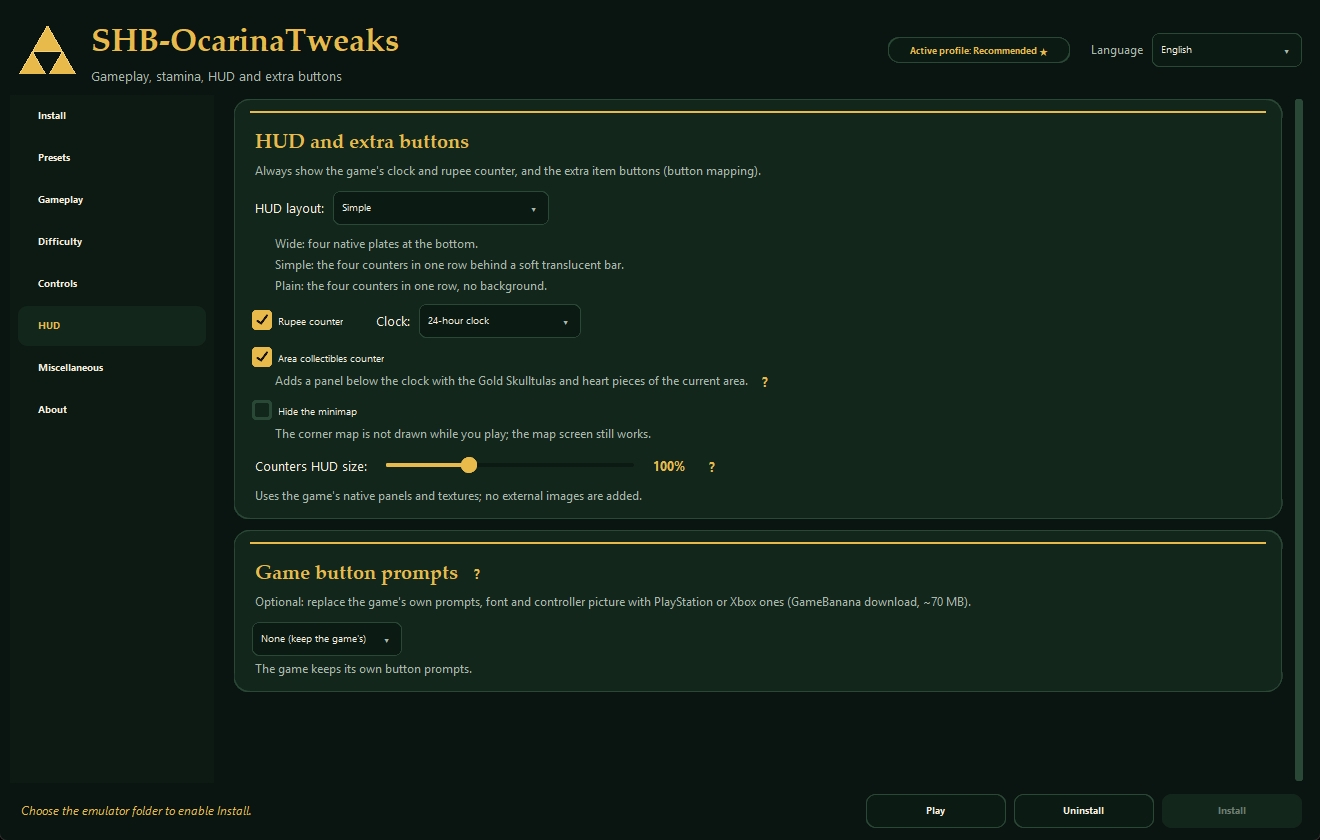 SHB-OcarinaTweaks
Gameplay, stamina, HUD and extra buttons
Active profile: Recommended ★
Language
English
Install
Presets
Gameplay
Difficulty
Controls
HUD
Miscellaneous
About
HUD and extra buttons
Always show the game's clock and rupee counter, and the extra item buttons (button mapping).
HUD layout: Simple
Wide: four native plates at the bottom.
Simple: the four counters in one row behind a soft translucent bar.
Plain: the four counters in one row, no background.
Rupee counter Clock: 24-hour clock
Area collectibles counter
Adds a panel below the clock with the Gold Skulltulas and heart pieces of the current area. ?
Hide the minimap
The corner map is not drawn while you play; the map screen still works.
Counters HUD size: 100% ?
Uses the game's native panels and textures; no external images are added.
Game button prompts ?
Optional: replace the game's own prompts, font and controller picture with PlayStation or Xbox ones (GameBanana download, ~70 MB).
None (keep the game's)
The game keeps its own button prompts.
Choose the emulator folder to enable Install.
Play
Uninstall
Install